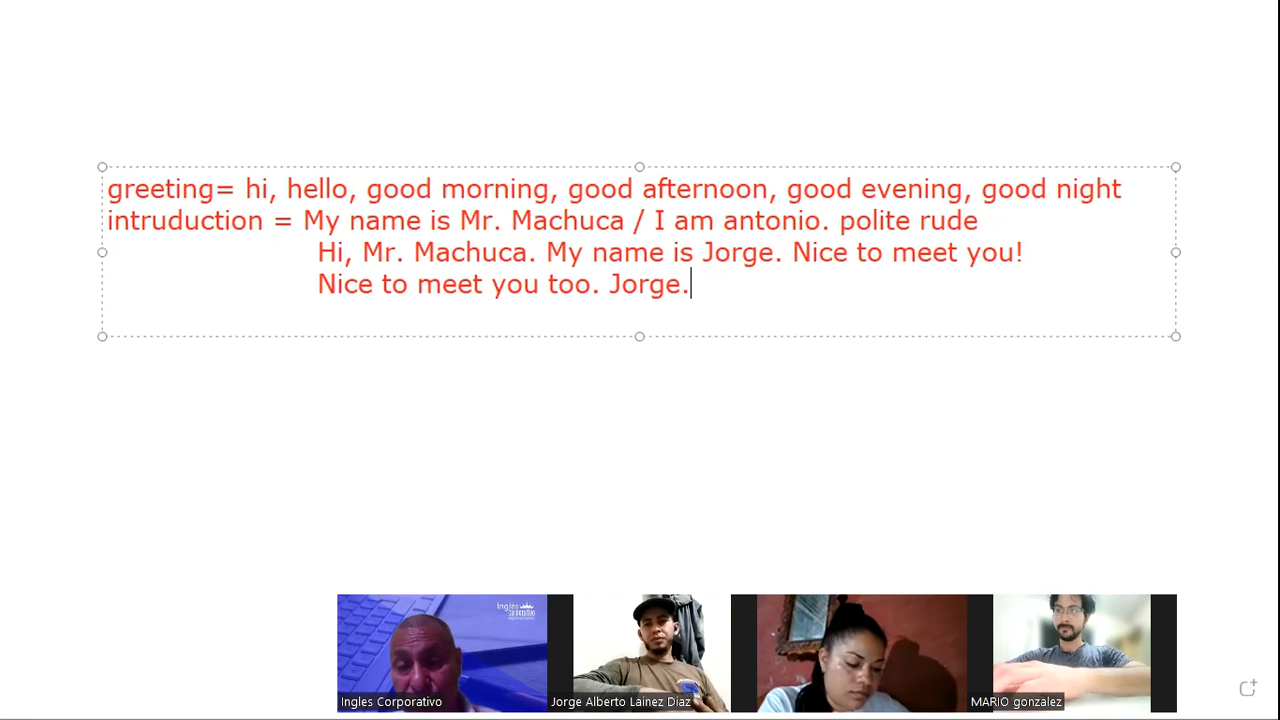 greeting= hi, hello, good morning, good afternoon, good evening, good night
intruduction = My name is Mr. Machuca / I am antonio. polite rude
Hi, Mr. Machuca. My name is Jorge. Nice to meet you!
Nice to meet you too. Jorge.
Ingles
corporativo
Ingles Corporativo
Jorge Alberto Lainez Diaz
MARIO gonzalez